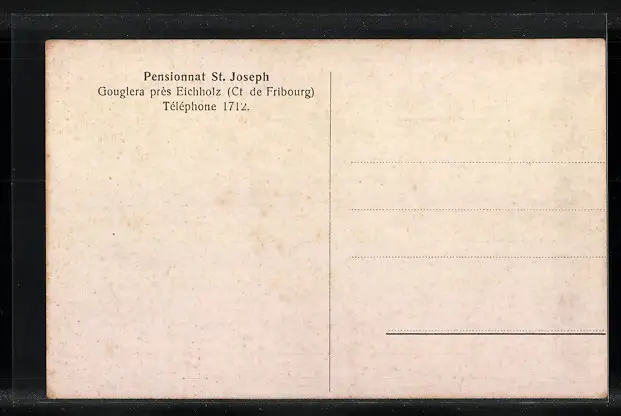 Pensionnat St. Joseph
Gouglera près Eichholz (Ct de Fribourg)
Téléphone 1712.